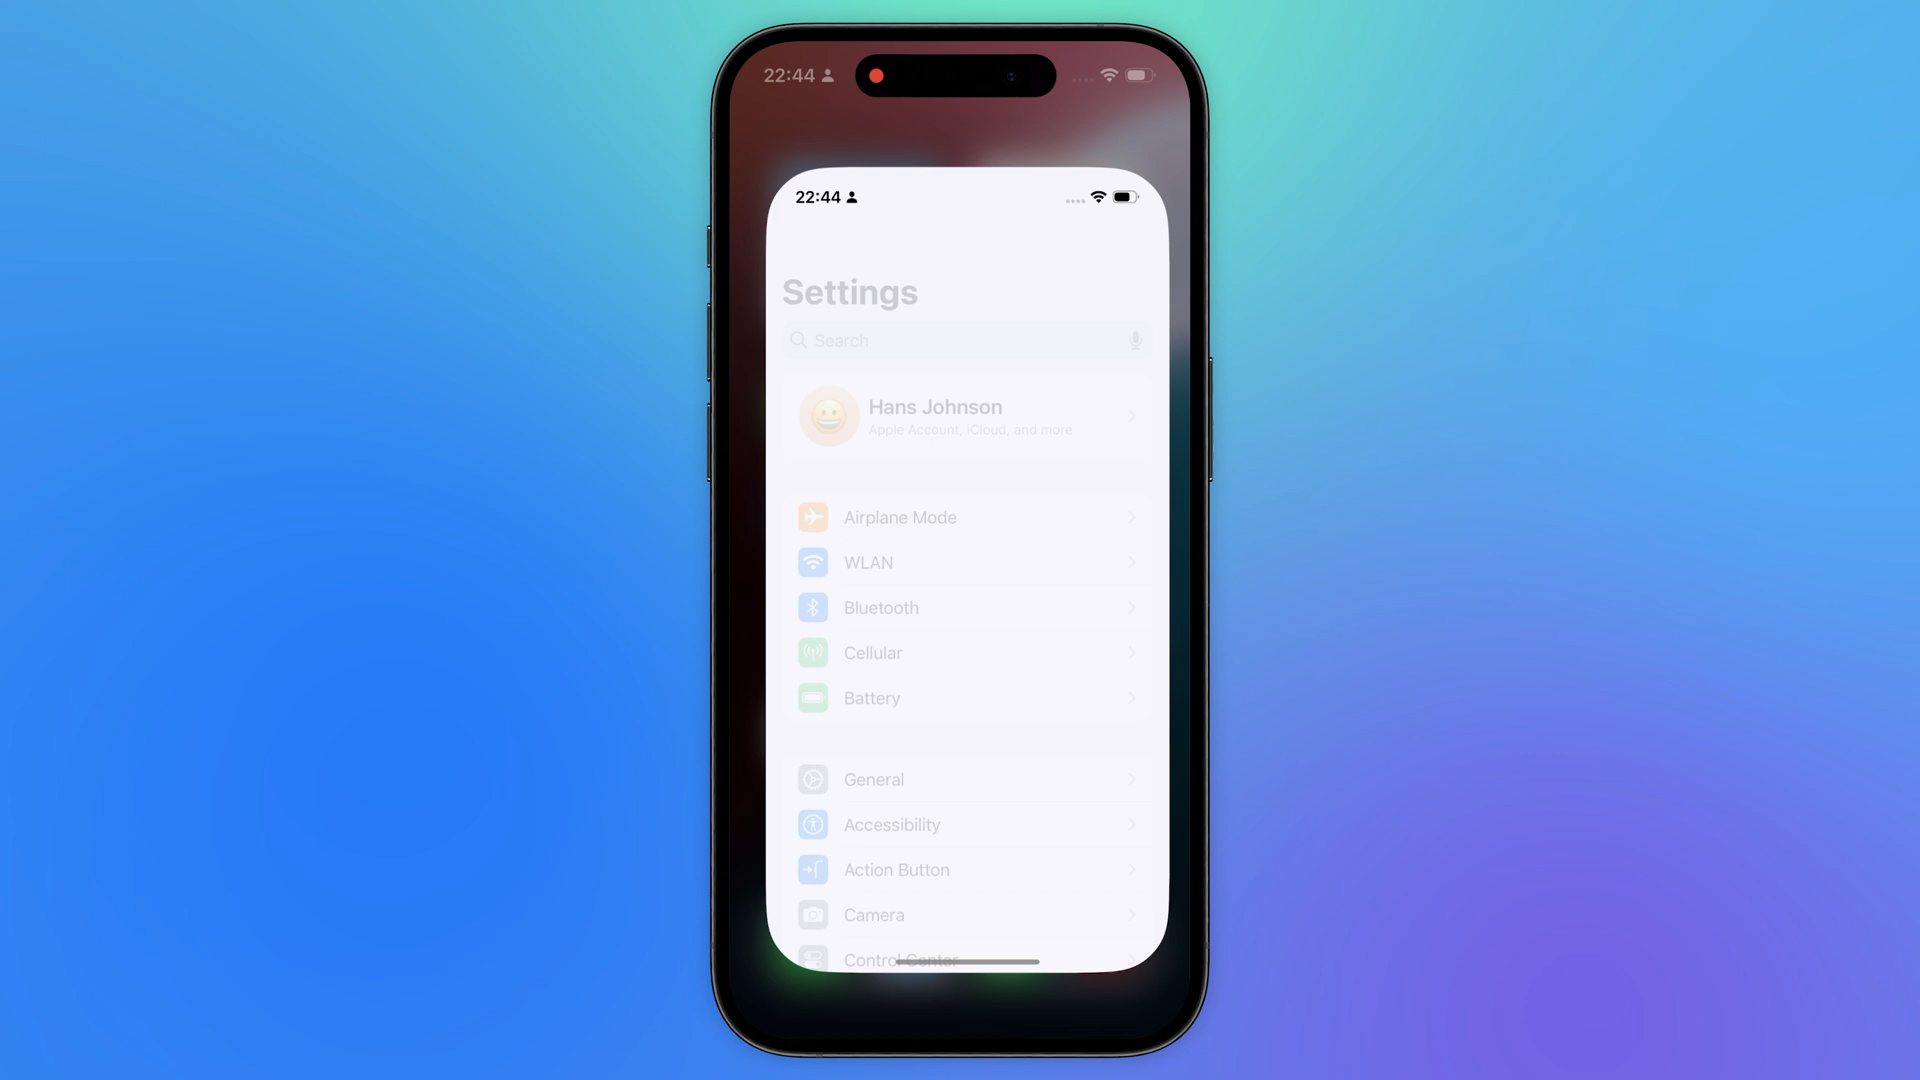 22:44
22:44
Settings
Search
Hans Johnson
Apple Account, iCloud, and more
Airplane Mode
WLAN
Bluetooth
Cellular
Battery
General
Accessibility
Action Button
Camera
Control Center